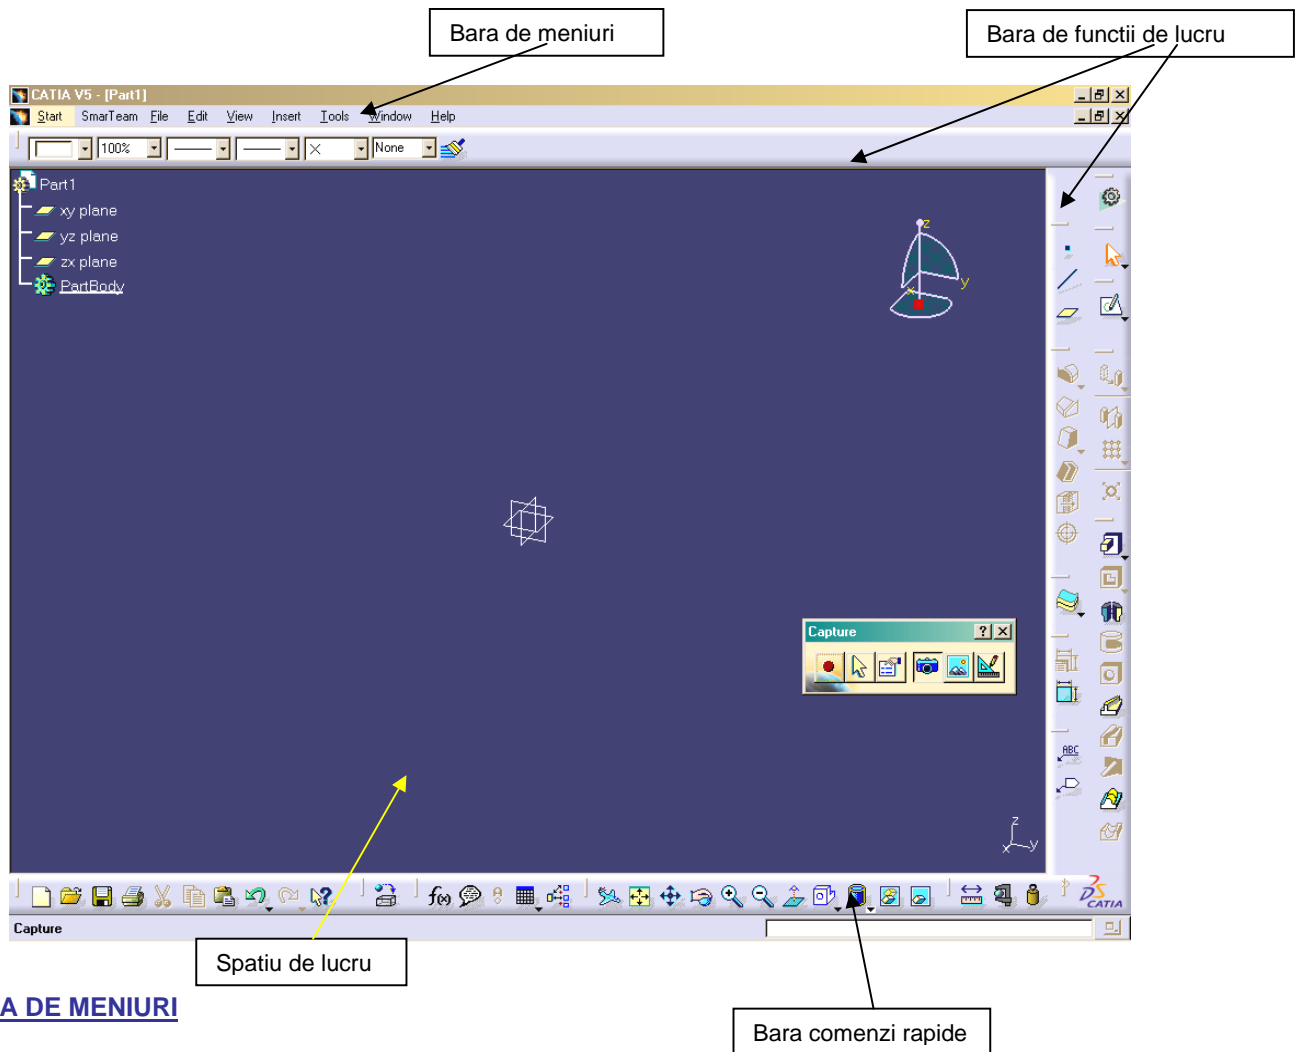 Bara de meniuri
Bara de functii de lucru
CATIA V5 - [Part1]
Start SmarTeam File Edit View Insert Tools Window Help
100% None
Part1
xy plane
yz plane
zx plane
PartBody
z
y
x
Capture
ABC
z
y
x
f(x)
CATIA
Capture
Spatiu de lucru
A DE MENIURI
Bara comenzi rapide